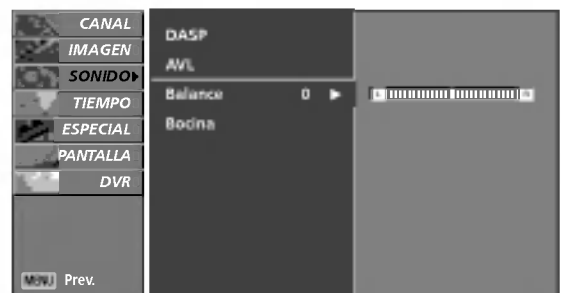 CANAL
IMAGEN
SONIDO
TIEMPO
ESPECIAL
PANTALLA
DVR
MENU Prev.
DASP
AVL
Balance 0
Bocina
L R